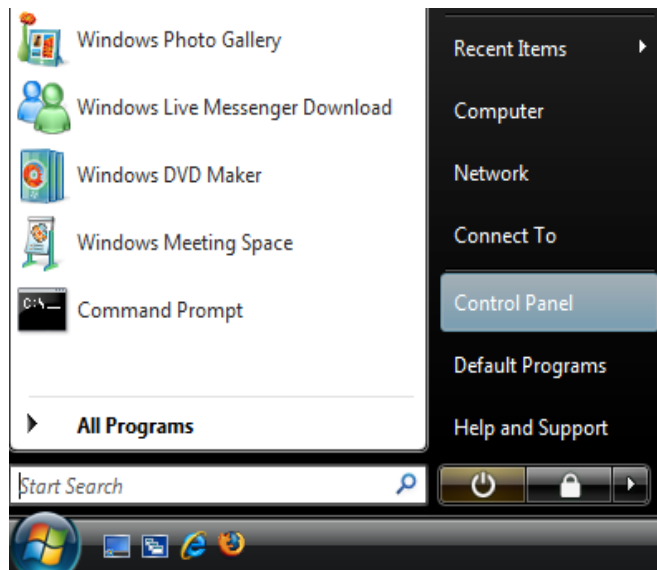 Windows Photo Gallery
Windows Live Messenger Download
Windows DVD Maker
Windows Meeting Space
C:\
Command Prompt
All Programs
Start Search
Recent Items
Computer
Network
Connect To
Control Panel
Default Programs
Help and Support